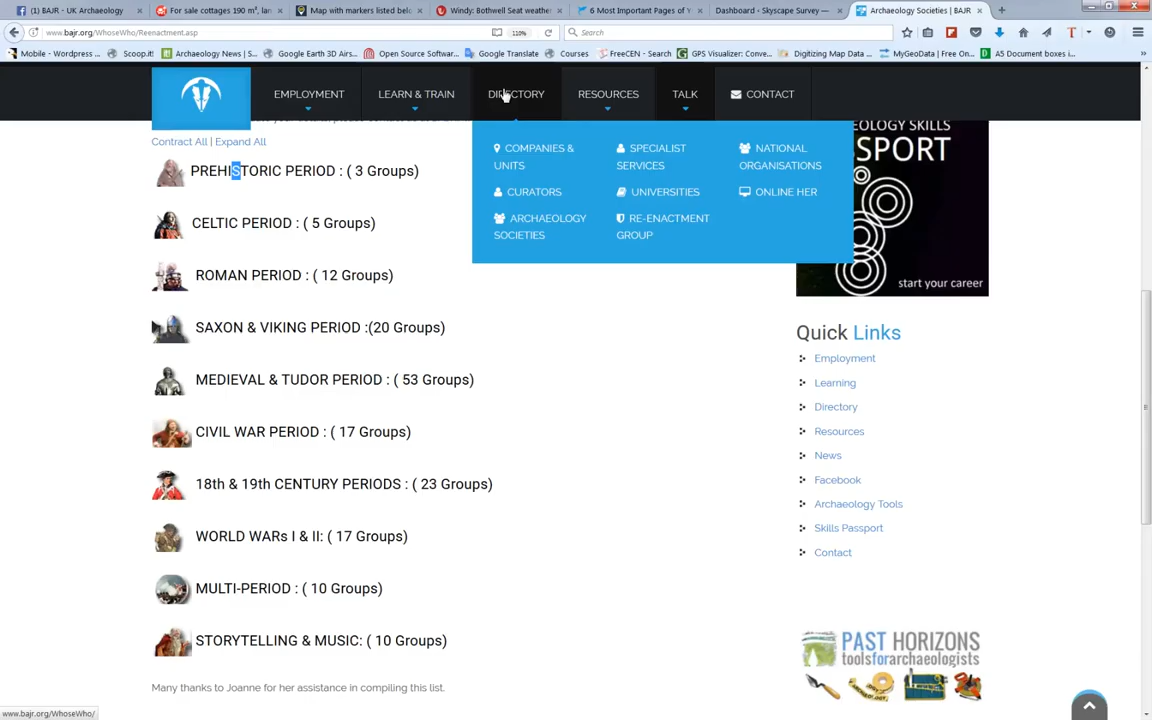 (1) BAJR - UK Archaeology
For sale cottages 190 m², lan
Map with markers listed belo
Windy: Bothwell Seat weathe
6 Most Important Pages of Y
Dashboard - Skyscape Survey —
Archaeology Societies | BAJR
www.bajr.org/WhoseWho/Reenactment.asp
110%
Search
Mobile - Wordpress ...
Scoop.it!
Archaeology News | S...
Google Earth 3D Airs...
Open Source Softwar...
Google Translate
Courses
FreeCEN - Search
GPS Visualizer: Conve...
Digitizing Map Data ...
MyGeoData | Free On...
A5 Document boxes i...
EMPLOYMENT
LEARN & TRAIN
DIRECTORY
RESOURCES
TALK
CONTACT
Contract All | Expand All
COMPANIES &
UNITS
SPECIALIST
SERVICES
NATIONAL
ORGANISATIONS
CURATORS
UNIVERSITIES
ONLINE HER
ARCHAEOLOGY
SOCIETIES
RE-ENACTMENT
GROUP
PREHISTORIC PERIOD : ( 3 Groups)
CELTIC PERIOD : ( 5 Groups)
ROMAN PERIOD : ( 12 Groups)
SAXON & VIKING PERIOD :(20 Groups)
MEDIEVAL & TUDOR PERIOD : ( 53 Groups)
CIVIL WAR PERIOD : ( 17 Groups)
18th & 19th CENTURY PERIODS : ( 23 Groups)
WORLD WARs I & II: ( 17 Groups)
MULTI-PERIOD : ( 10 Groups)
STORYTELLING & MUSIC: ( 10 Groups)
Many thanks to Joanne for her assistance in compiling this list.
EOLOGY SKILLS
SPORT
start your career
Quick Links
Employment
Learning
Directory
Resources
News
Facebook
Archaeology Tools
Skills Passport
Contact
PAST HORIZONS
toolsforarchaeologists
www.bajr.org/WhoseWho/